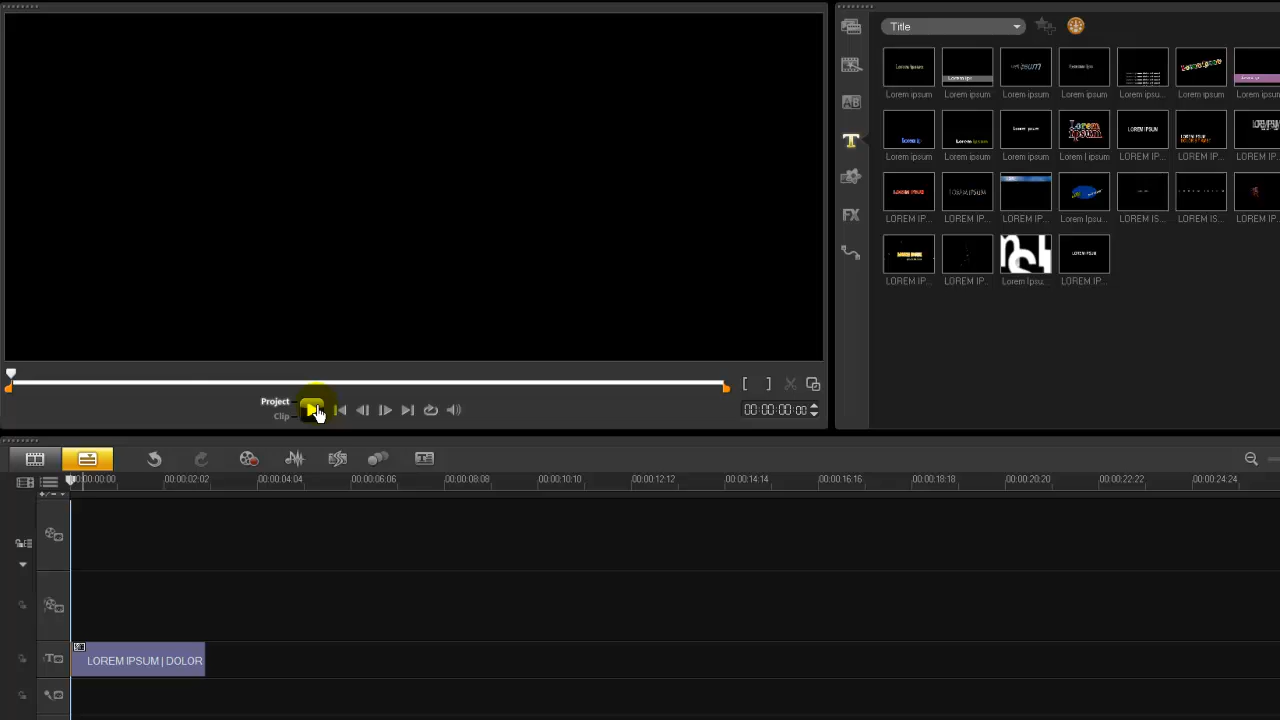 Title
Lorem ipsum
Lorem ipsum
Lorem ipsum
Lorem ipsum
Lorem ipsu...
Lorem ipsum
Lorem ipsum
Lorem ipsum
Lorem ipsum
Lorem ipsum
Lorem | ipsum
LOREM IP...
LOREM IP...
LOREM IP...
LOREM IP...
LOREM IP...
LOREM IP...
Lorem Ipsu...
LOREM IS...
LOREM IS...
LOREM IP...
LOREM IP...
LOREM IP...
Lorem Ipsu...
LOREM IP...
AB
T
FX
Project
Clip
[ ]
00:00:00:00
00:00:00:00
00:00:02:02
00:00:04:04
00:00:06:06
00:00:08:08
00:00:10:10
00:00:12:12
00:00:14:14
00:00:16:16
00:00:18:18
00:00:20:20
00:00:22:22
00:00:24:24
LOREM IPSUM | DOLOR